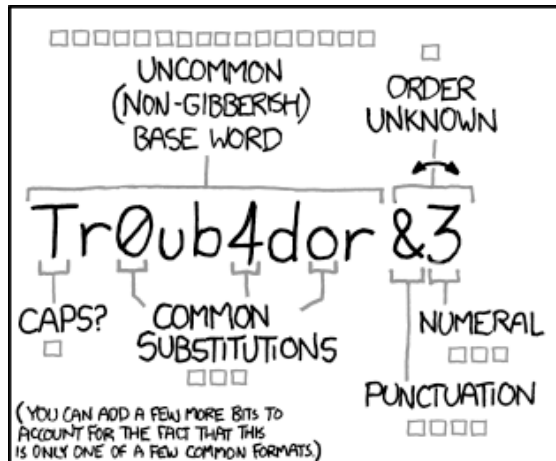 UNCOMMON
(NON-GIBBERISH)
BASE WORD
ORDER
UNKNOWN
Tr0ub4dor &3
CAPS?
COMMON
SUBSTITUTIONS
NUMERAL
PUNCTUATION
(YOU CAN ADD A FEW MORE BITS TO
ACCOUNT FOR THE FACT THAT THIS
IS ONLY ONE OF A FEW COMMON FORMATS.)